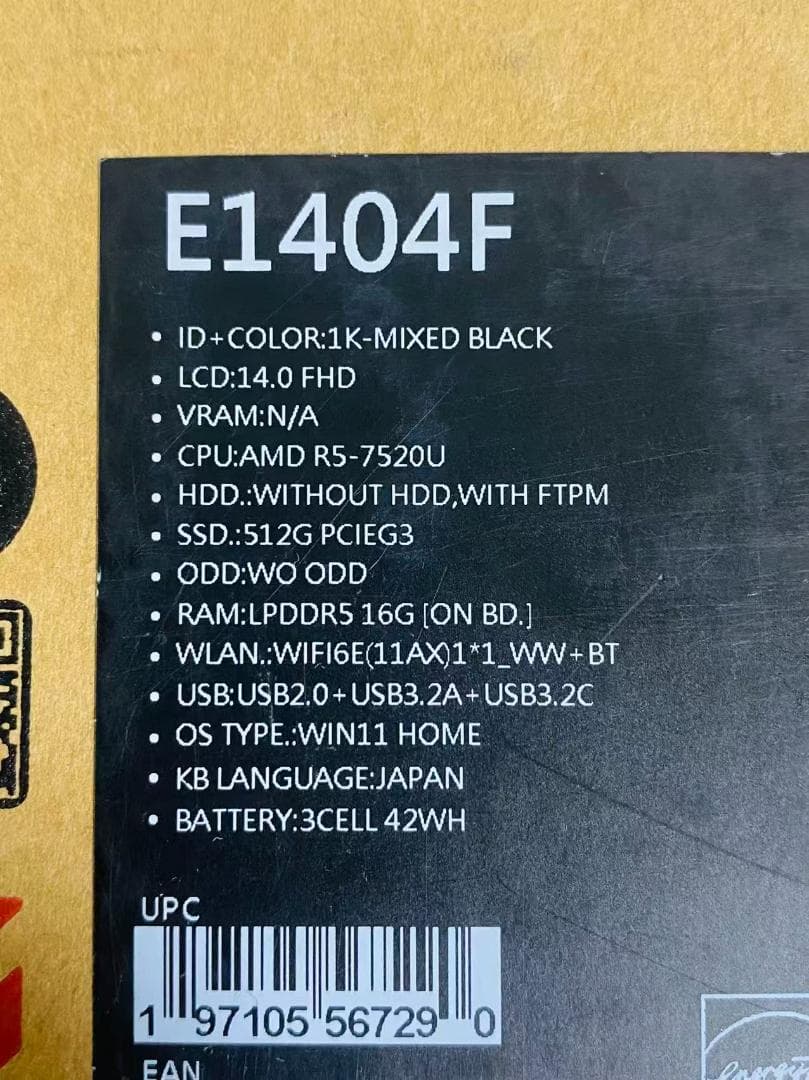 E1404F
• ID+COLOR:1K-MIXED BLACK
• LCD:14.0 FHD
• VRAM:N/A
• CPU:AMD R5-7520U
• HDD.:WITHOUT HDD,WITH FTPM
• SSD.:512G PCIEG3
• ODD:WO ODD
• RAM:LPDDR5 16G [ON BD.]
• WLAN.:WIFI6E(11AX)1*1_WW+BT
• USB:USB2.0+USB3.2A+USB3.2C
• OS TYPE.:WIN11 HOME
• KB LANGUAGE:JAPAN
• BATTERY:3CELL 42WH
UPC
1 97105 56729 0
EAN
energy